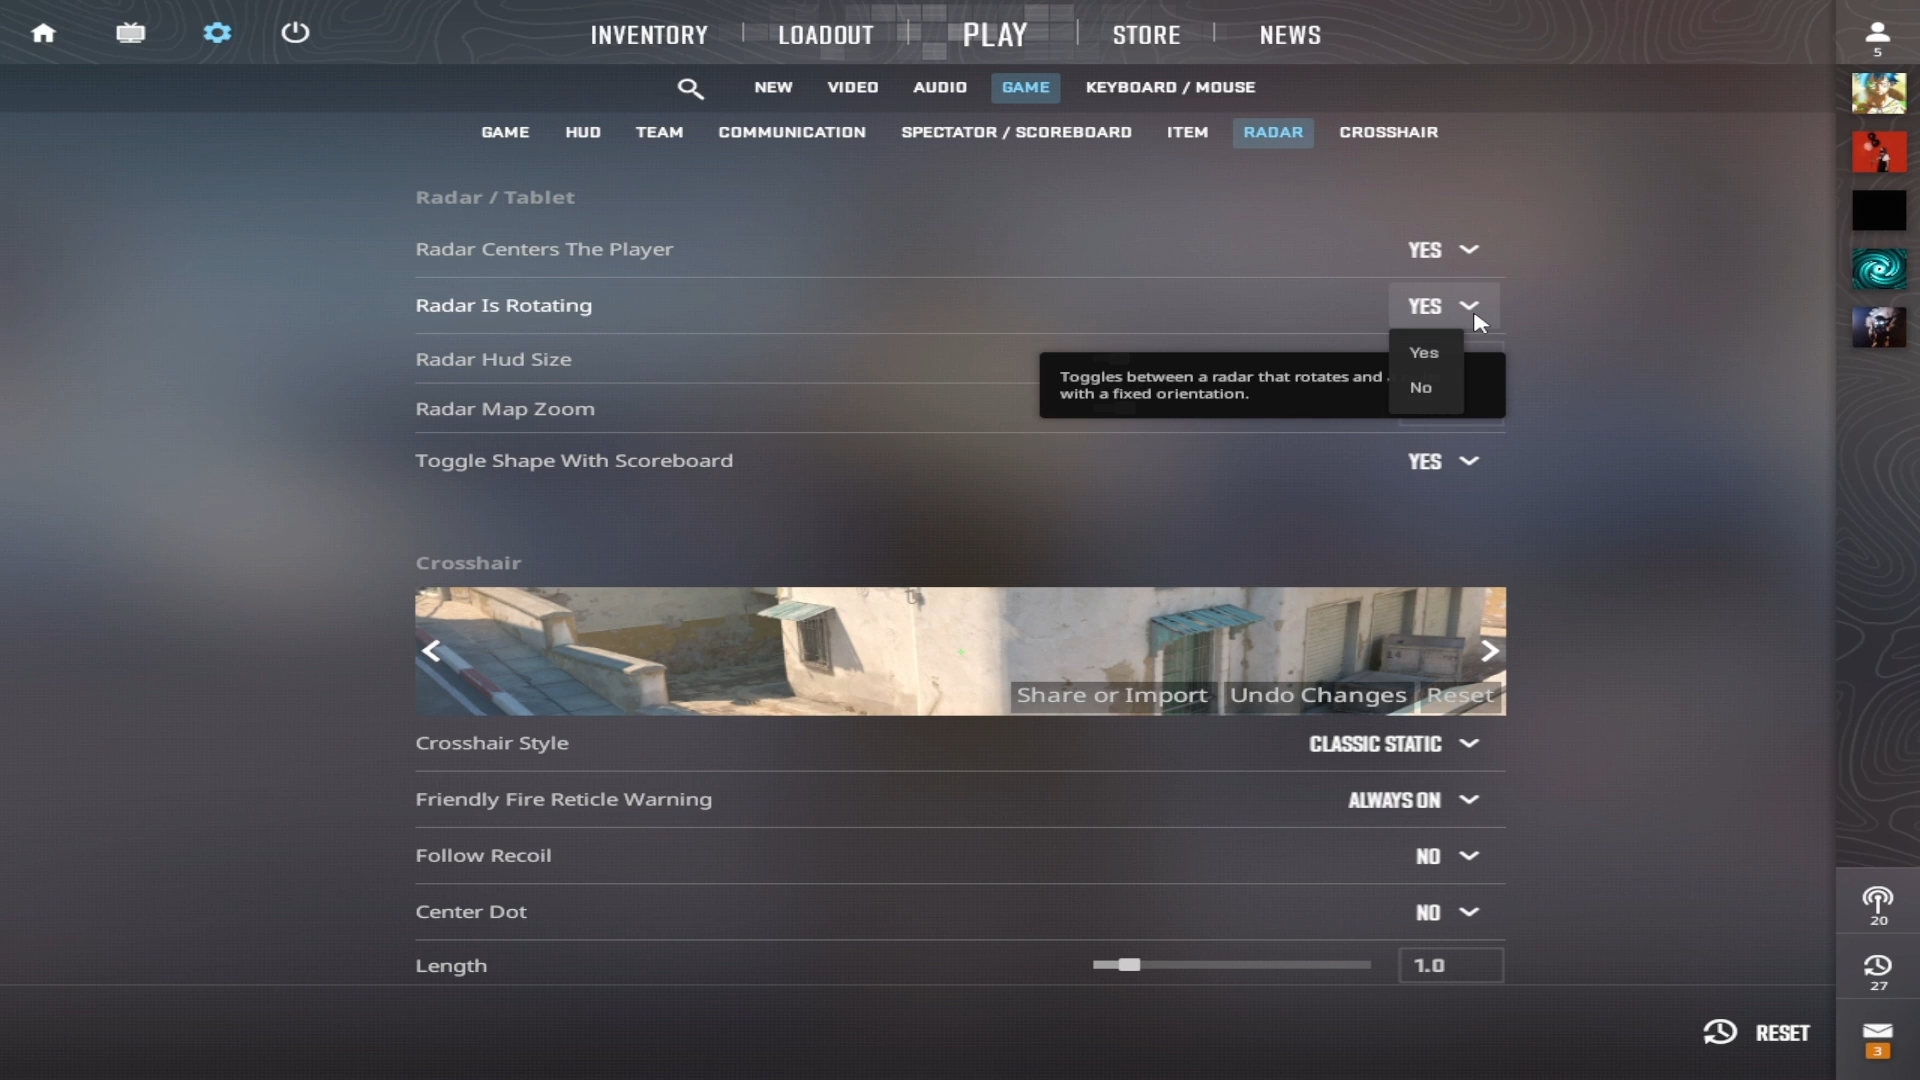 INVENTORY LOADOUT PLAY STORE NEWS
5
NEW VIDEO AUDIO GAME KEYBOARD / MOUSE
GAME HUD TEAM COMMUNICATION SPECTATOR / SCOREBOARD ITEM RADAR CROSSHAIR
Radar / Tablet
Radar Centers The Player YES
Radar Is Rotating YES
Yes
No
Radar Hud Size
Toggles between a radar that rotates and
with a fixed orientation.
Radar Map Zoom
Toggle Shape With Scoreboard YES
Crosshair
Share or Import Undo Changes Reset
Crosshair Style CLASSIC STATIC
Friendly Fire Reticle Warning ALWAYS ON
Follow Recoil NO
Center Dot NO
Length 1.0
20
27
RESET
3